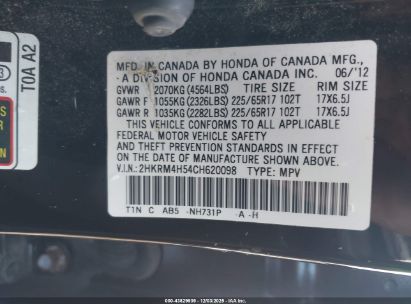 TOA A2
3
s.
MFD. IN CANADA BY HONDA OF CANADA MFG.,
- A DIVISION OF HONDA CANADA INC. 06/'12
GVWR 2070KG (4564LBS) TIRE SIZE RIM SIZE
GAWR F 1055KG (2326LBS) 225/65R17 102T 17X6.5J
GAWR R 1035KG (2282LBS) 225/65R17 102T 17X6.5J
THIS VEHICLE CONFORMS TO ALL APPLICABLE
FEDERAL MOTOR VEHICLE SAFETY
AND THEFT PREVENTION STANDARDS IN EFFECT
ON THE DATE OF MANUFACTURE SHOWN ABOVE.
V.I.N.: 2HKRM4H54CH620098 TYPE: MPV
T1N C AB5 NH731P A -H